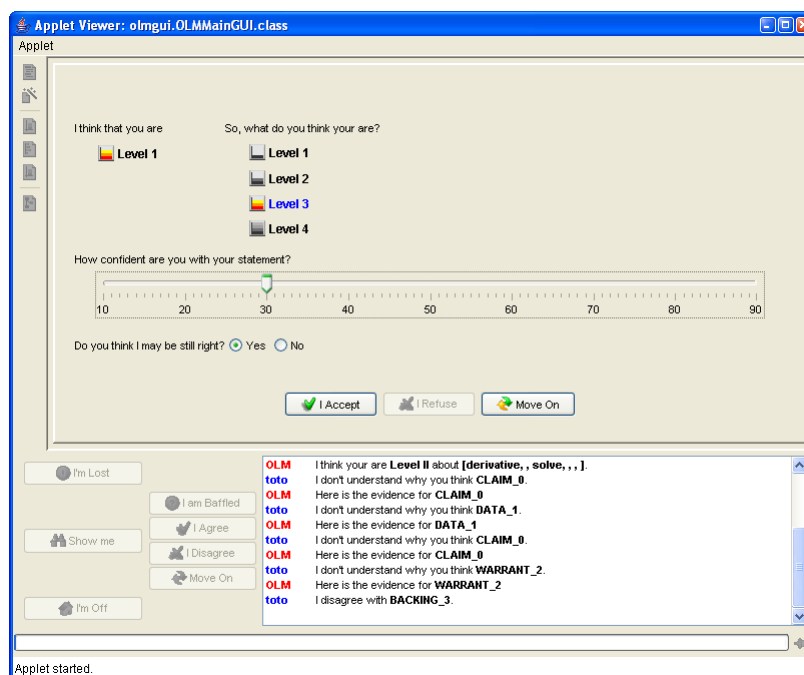 Applet Viewer: olmgui.OLMMainGUI.class
Applet
I think that you are So, what do you think your are?
Level 1 Level 1
Level 2
Level 3
Level 4
How confident are you with your statement?
10 20 30 40 50 60 70 80 90
Do you think I may be still right? Yes No
I Accept I Refuse Move On
I'm Lost
Show me
I'm Off
I am Baffled
I Agree
I Disagree
Move On
OLM I think your are Level II about [derivative, , solve, , , ].
toto I don't understand why you think CLAIM_0.
OLM Here is the evidence for CLAIM_0
toto I don't understand why you think DATA_1.
OLM Here is the evidence for DATA_1
toto I don't understand why you think CLAIM_0.
OLM Here is the evidence for CLAIM_0
toto I don't understand why you think WARRANT_2.
OLM Here is the evidence for WARRANT_2
toto I disagree with BACKING_3.
Applet started.